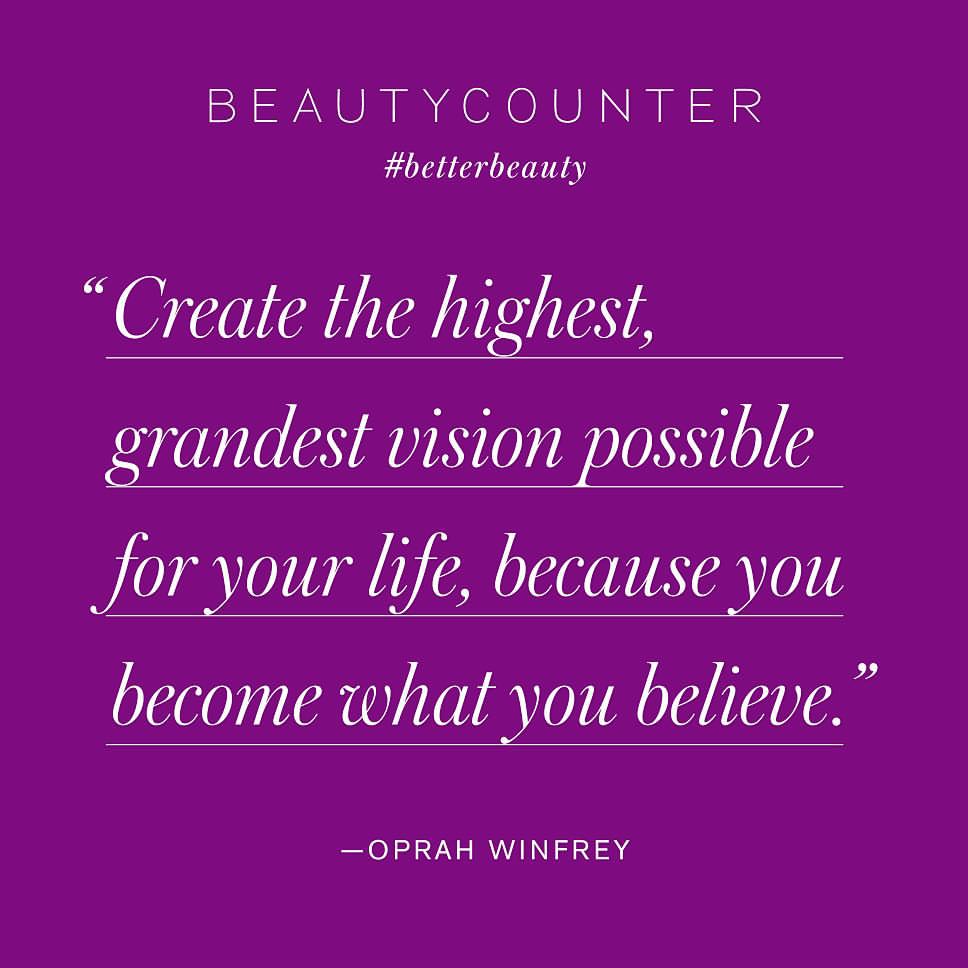 BEAUTYCOUNTER
#betterbeauty
“Create the highest,
grandest vision possible
for your life, because you
become what you believe.”
—OPRAH WINFREY